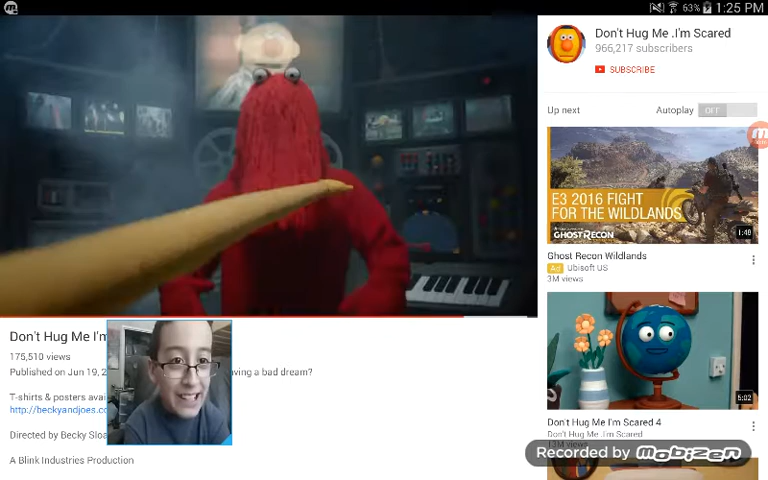 63% 1:25 PM
Don't Hug Me .I'm Scared
966,217 subscribers
SUBSCRIBE
Up next Autoplay OFF
E3 2016 FIGHT
FOR THE WILDLANDS
GHOST RECON
1:48
Ghost Recon Wildlands
Ad Ubisoft US
3M views
5:02
Don't Hug Me I'm Scared 4
Don't Hug Me .I'm Scared
13M views
Recorded by
mobizen
Don't Hug Me I'm
175,510 views
Published on Jun 19, 2 aving a bad dream?
T-shirts & posters avai
http://beckyandjoes.co
Directed by Becky Sloa
A Blink Industries Production